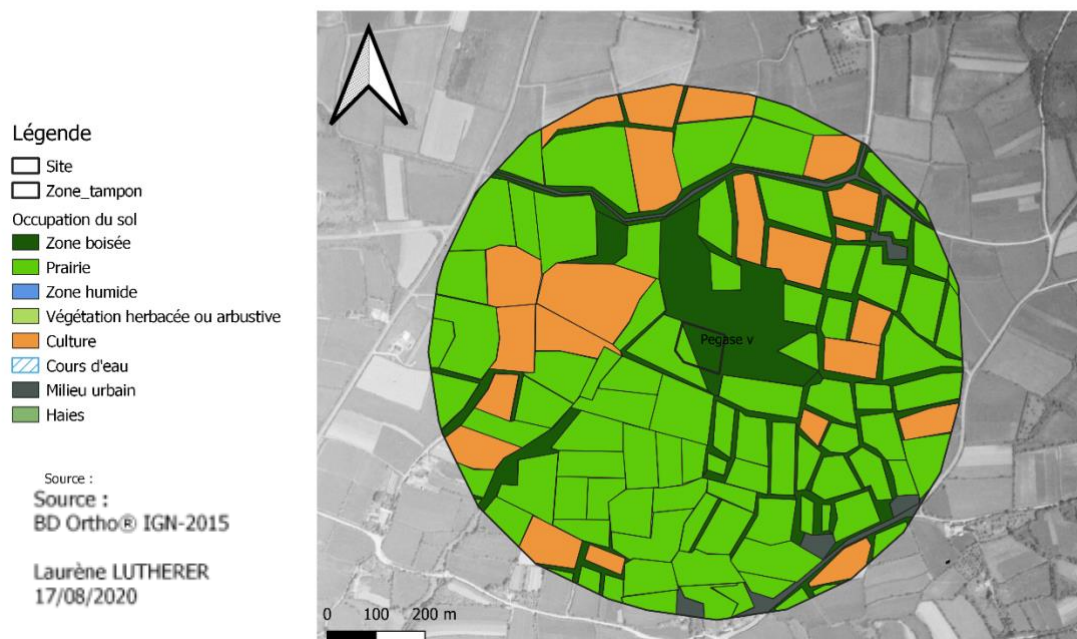 Légende
Site
Zone_tampon
Occupation du sol
Zone boisée
Prairie
Zone humide
Végétation herbacée ou arbustive
Culture
Cours d'eau
Milieu urbain
Haies
Source :
Source :
BD Ortho® IGN-2015
Laurène LUTHERER
17/08/2020
Pegase v
0 100 200 m